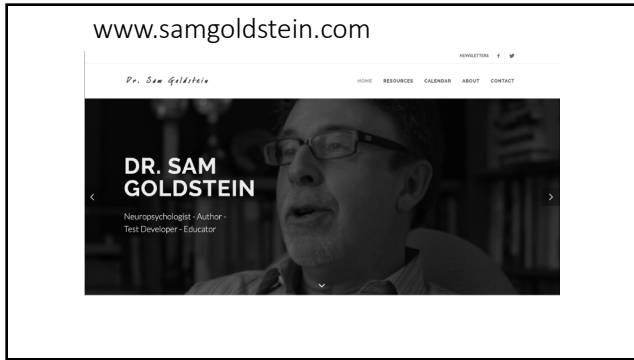 www.samgoldstein.com
NEWSLETTERS
Dr. Sam Goldstein
HOME RESOURCES CALENDAR ABOUT CONTACT
DR. SAM
GOLDSTEIN
Neuropsychologist - Author -
Test Developer - Educator